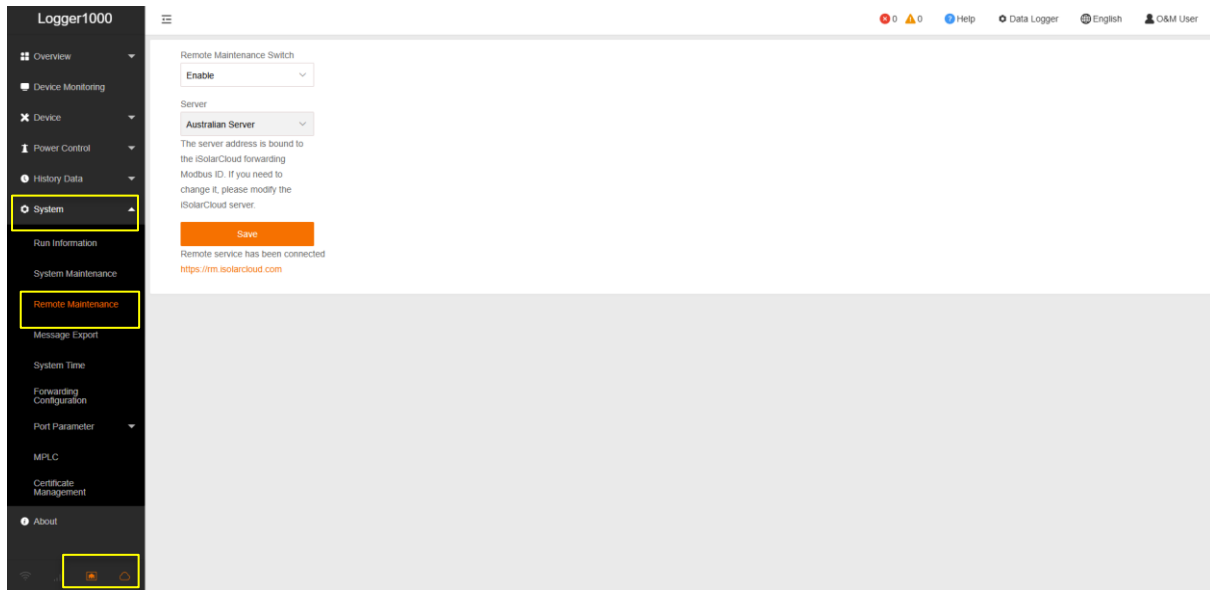 Logger1000
0 0 Help Data Logger English O&M User
Overview
Device Monitoring
Device
Power Control
History Data
System
Run Information
System Maintenance
Remote Maintenance
Message Export
System Time
Forwarding
Configuration
Port Parameter
MPLC
Certificate
Management
About
Remote Maintenance Switch
Enable
Server
Australian Server
The server address is bound to
the iSolarCloud forwarding
Modbus ID. If you need to
change it, please modify the
iSolarCloud server.
Save
Remote service has been connected
https://rm.isolarcloud.com